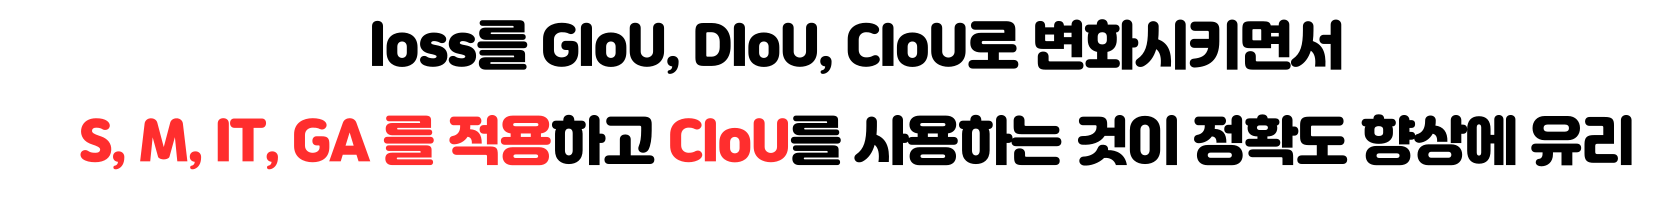 loss를 GIoU, DIoU, CIoU로 변화시키면서
S, M, IT, GA 를 적용하고 CIoU를 사용하는 것이 정확도 향상에 유리